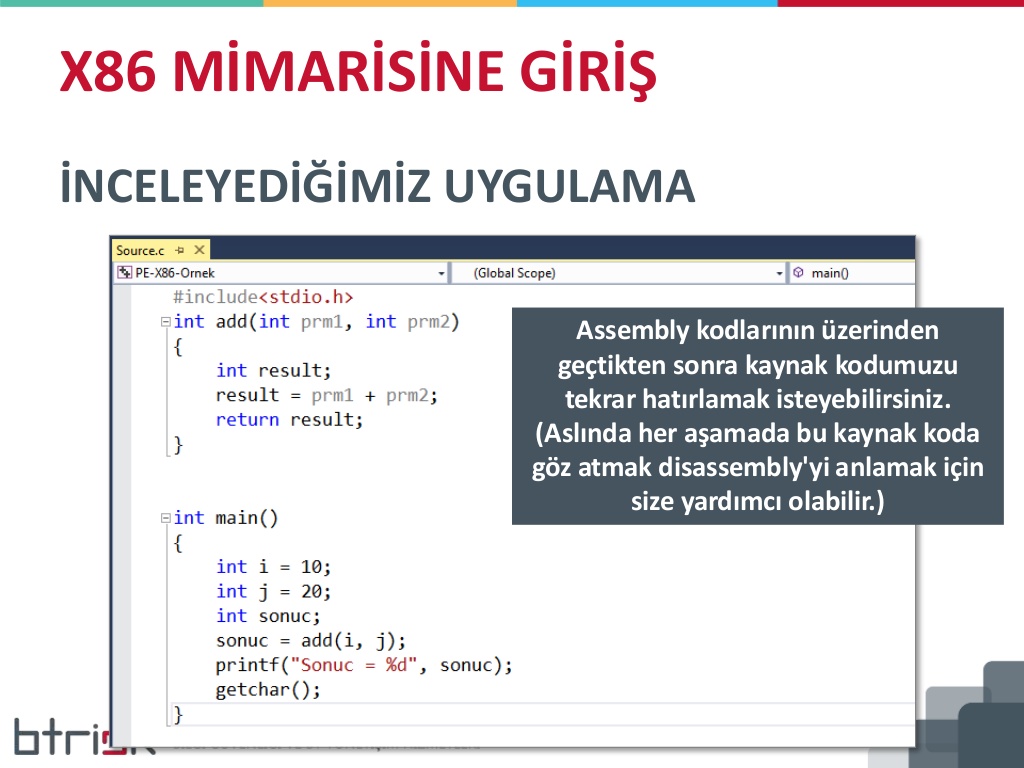 X86 MİMARİSİNE GİRİŞ
İNCELEYEDİĞİMİZ UYGULAMA
Source.c
PE-X86-Ornek (Global Scope) main()
#include<stdio.h>
int add(int prm1, int prm2)
{
int result;
result = prm1 + prm2;
return result;
}
int main()
{
int i = 10;
int j = 20;
int sonuc;
sonuc = add(i, j);
printf("Sonuc = %d", sonuc);
getchar();
}
Assembly kodlarının üzerinden
geçtikten sonra kaynak kodumuzu
tekrar hatırlamak isteyebilirsiniz.
(Aslında her aşamada bu kaynak koda
göz atmak disassembly'yi anlamak için
size yardımcı olabilir.)